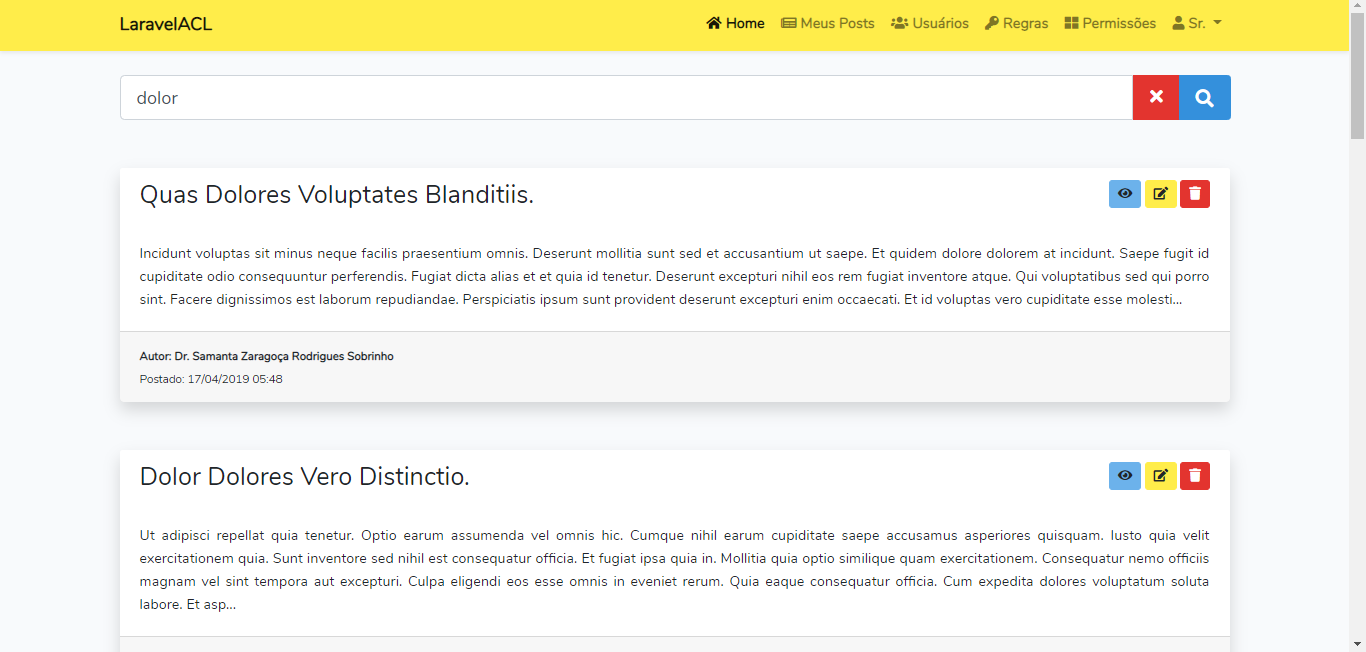 LaravelACL Home Meus Posts Usuários Regras Permissões Sr.
dolor
Quas Dolores Voluptates Blanditiis.
Incidunt voluptas sit minus neque facilis praesentium omnis. Deserunt mollitia sunt sed et accusantium ut saepe. Et quidem dolore dolorem at incidunt. Saepe fugit id
cupiditate odio consequuntur perferendis. Fugiat dicta alias et et quia id tenetur. Deserunt excepturi nihil eos rem fugiat inventore atque. Qui voluptatibus sed qui porro
sint. Facere dignissimos est laborum repudiandae. Perspiciatis ipsum sunt provident deserunt excepturi enim occaecati. Et id voluptas vero cupiditate esse molesti...
Autor: Dr. Samanta Zaragoça Rodrigues Sobrinho
Postado: 17/04/2019 05:48
Dolor Dolores Vero Distinctio.
Ut adipisci repellat quia tenetur. Optio earum assumenda vel omnis hic. Cumque nihil earum cupiditate saepe accusamus asperiores quisquam. Iusto quia velit
exercitationem quia. Sunt inventore sed nihil est consequatur officia. Et fugiat ipsa quia in. Mollitia quia optio similique quam exercitationem. Consequatur nemo officiis
magnam vel sint tempora aut excepturi. Culpa eligendi eos esse omnis in eveniet rerum. Quia eaque consequatur officia. Cum expedita dolores voluptatum soluta
labore. Et asp...